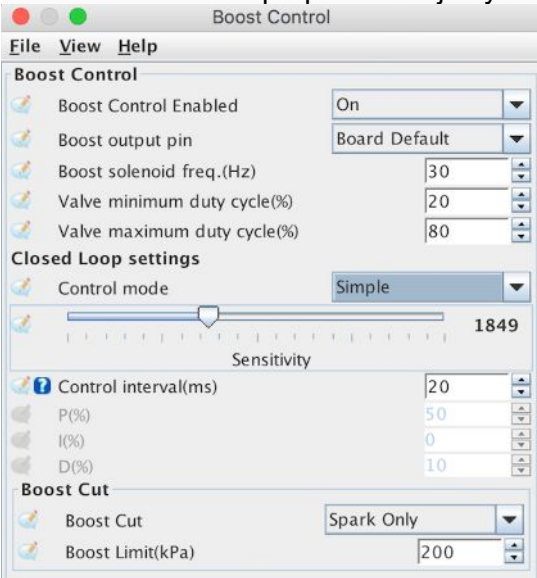 Boost Control
File View Help
Boost Control
Boost Control Enabled On
Boost output pin Board Default
Boost solenoid freq.(Hz) 30
Valve minimum duty cycle(%) 20
Valve maximum duty cycle(%) 80
Closed Loop settings
Control mode Simple
1849
Sensitivity
? Control interval(ms) 20
P(%) 50
I(%) 0
D(%) 10
Boost Cut
Boost Cut Spark Only
Boost Limit(kPa) 200